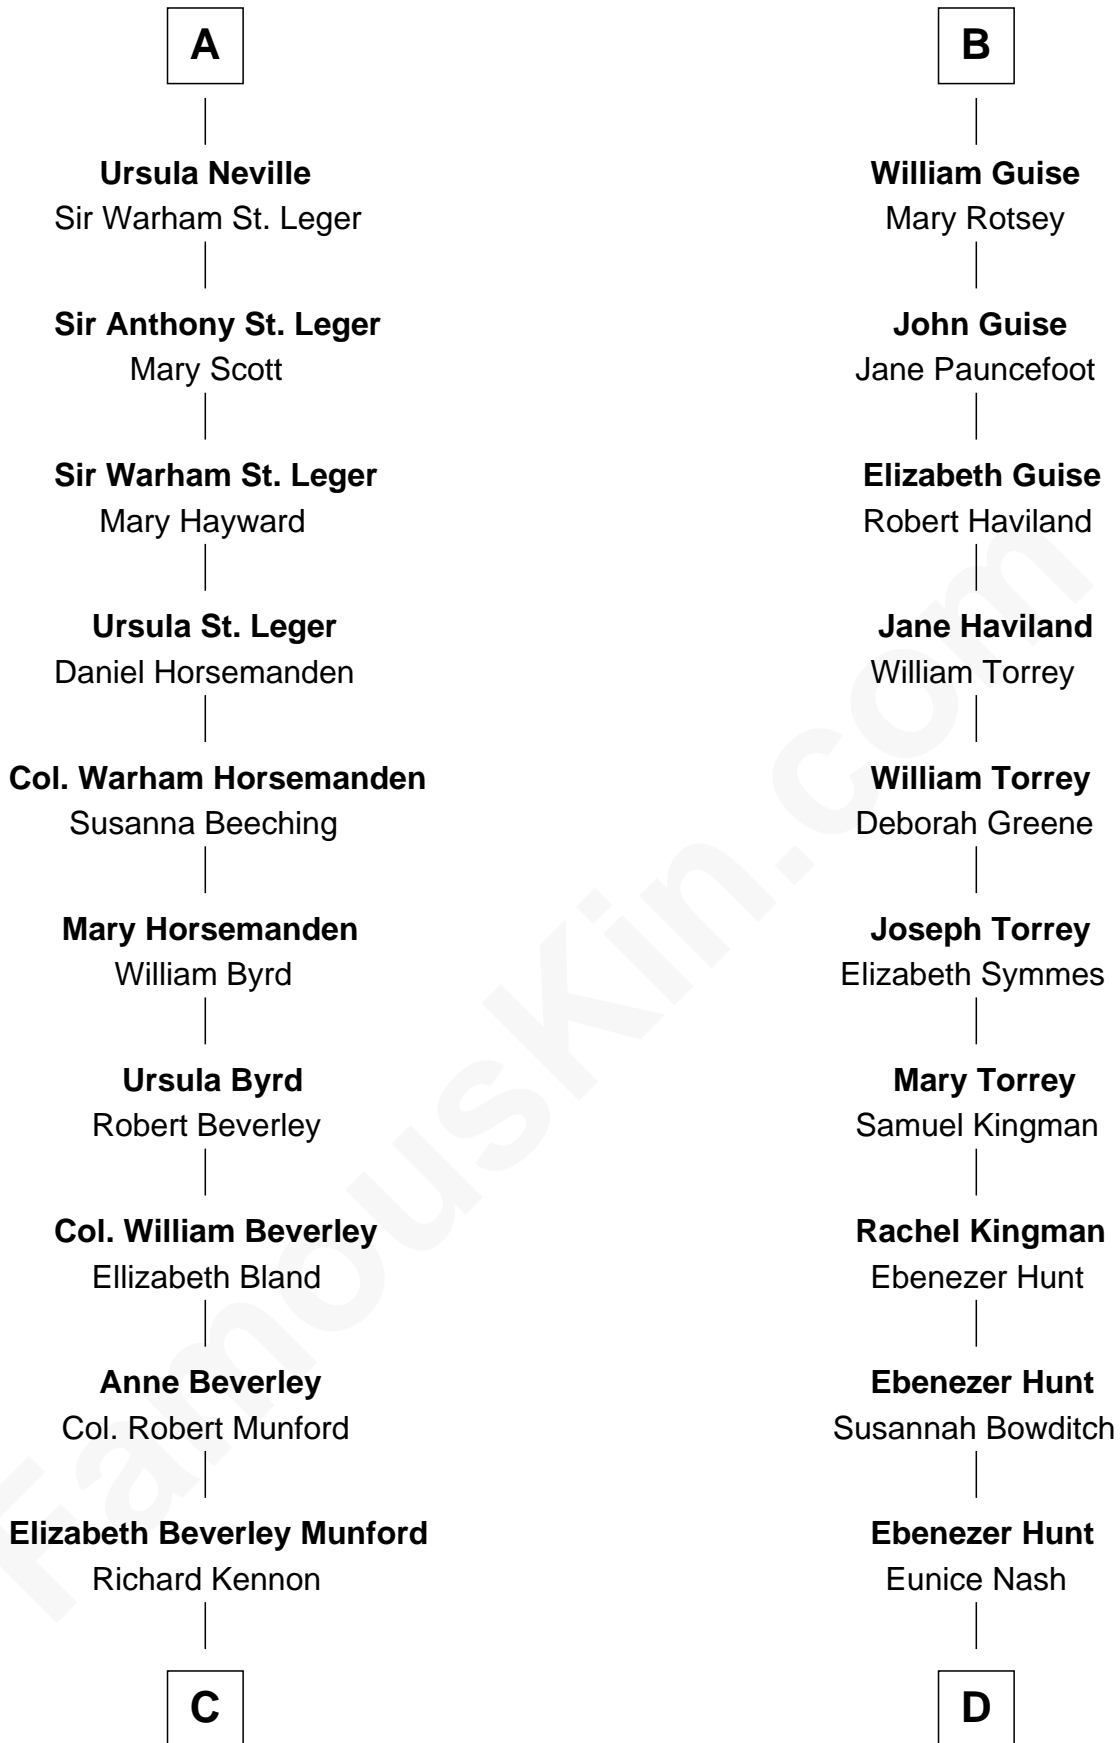 A
Ursula Neville
Sir Warham St. Leger
Sir Anthony St. Leger
Mary Scott
Sir Warham St. Leger
Mary Hayward
Ursula St. Leger
Daniel Horsemanden
Col. Warham Horsemanden
Susanna Beeching
Mary Horsemanden
William Byrd
Ursula Byrd
Robert Beverley
Col. William Beverley
Ellizabeth Bland
Anne Beverley
Col. Robert Munford
Elizabeth Beverley Munford
Richard Kennon
C
B
William Guise
Mary Rotsey
John Guise
Jane Pauncefoot
Elizabeth Guise
Robert Haviland
Jane Haviland
William Torrey
William Torrey
Deborah Greene
Joseph Torrey
Elizabeth Symmes
Mary Torrey
Samuel Kingman
Rachel Kingman
Ebenezer Hunt
Ebenezer Hunt
Susannah Bowditch
Ebenezer Hunt
Eunice Nash
D
FamousKin.com